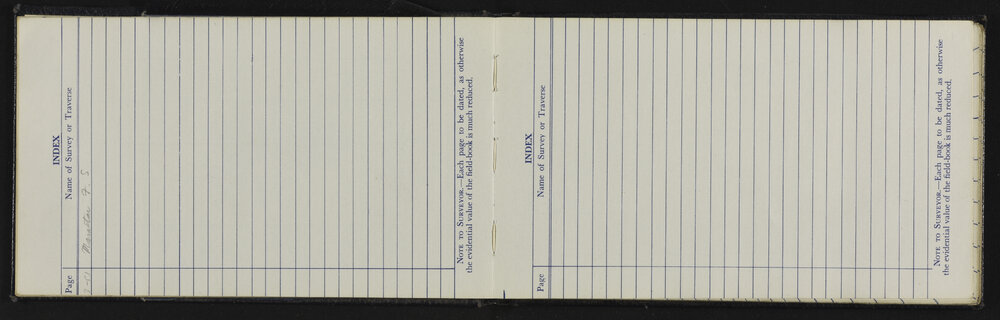 INDEX
Page Name of Survey or Traverse
NOTE TO SURVEYOR.—Each page to be dated, as otherwise
the evidential value of the field-book is much reduced.
INDEX
Page Name of Survey or Traverse
NOTE TO SURVEYOR.—Each page to be dated, as otherwise
the evidential value of the field-book is much reduced.